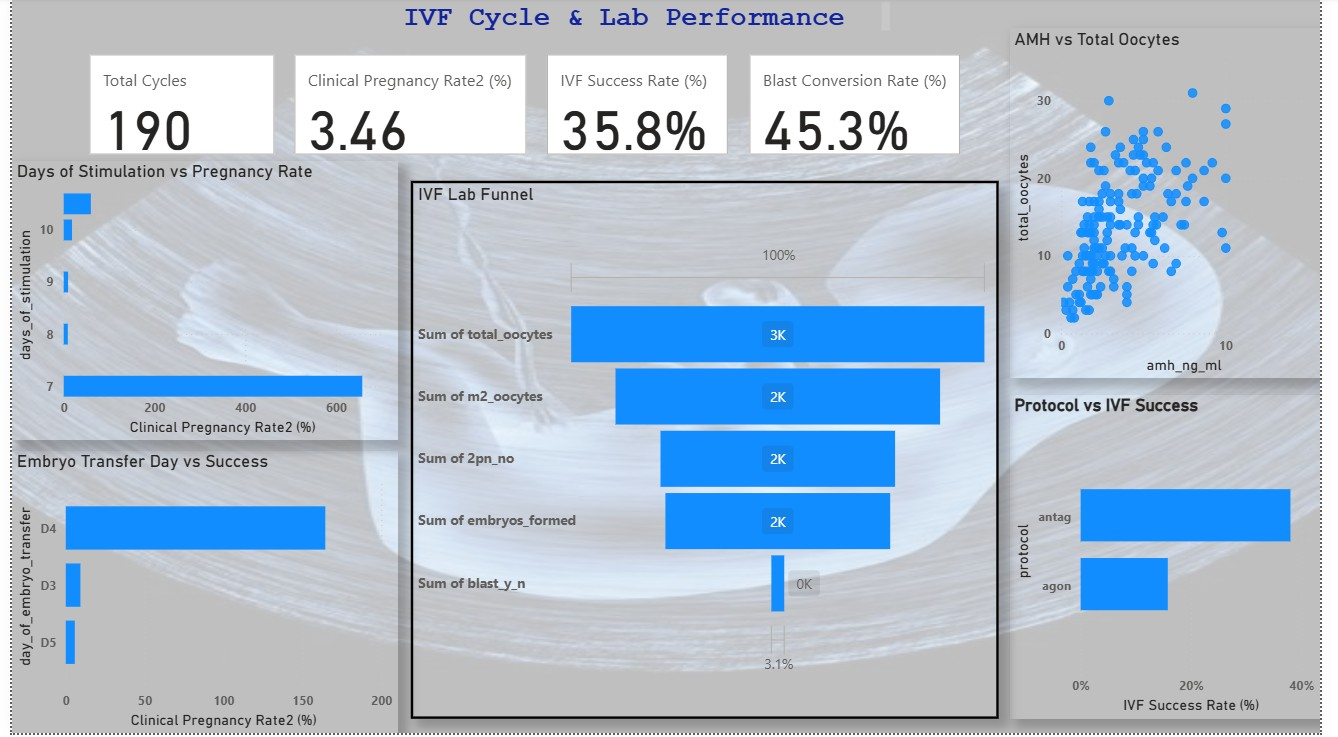 IVF Cycle & Lab Performance
Total Cycles
190
Clinical Pregnancy Rate2 (%)
3.46
IVF Success Rate (%)
35.8%
Blast Conversion Rate (%)
45.3%
Days of Stimulation vs Pregnancy Rate
days_of_stimulation
10
9
8
7
0 200 400 600
Clinical Pregnancy Rate2 (%)
Embryo Transfer Day vs Success
day_of_embryo_transfer
D4
D3
D5
0 50 100 150 200
Clinical Pregnancy Rate2 (%)
IVF Lab Funnel
100%
Sum of total_oocytes 3K
Sum of m2_oocytes 2K
Sum of 2pn_no 2K
Sum of embryos_formed 2K
Sum of blast_y_n 0K
3.1%
AMH vs Total Oocytes
total_oocytes
30
20
10
0
0 10
amh_ng_ml
Protocol vs IVF Success
protocol
antag
agon
0% 20% 40%
IVF Success Rate (%)